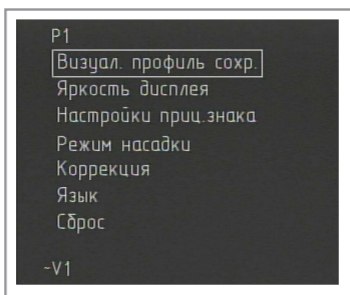 P1
Визуал. профиль сохр.
Яркость дисплея
Настройки приц.знака
Режим насадки
Коррекция
Язык
Сброс
~V1